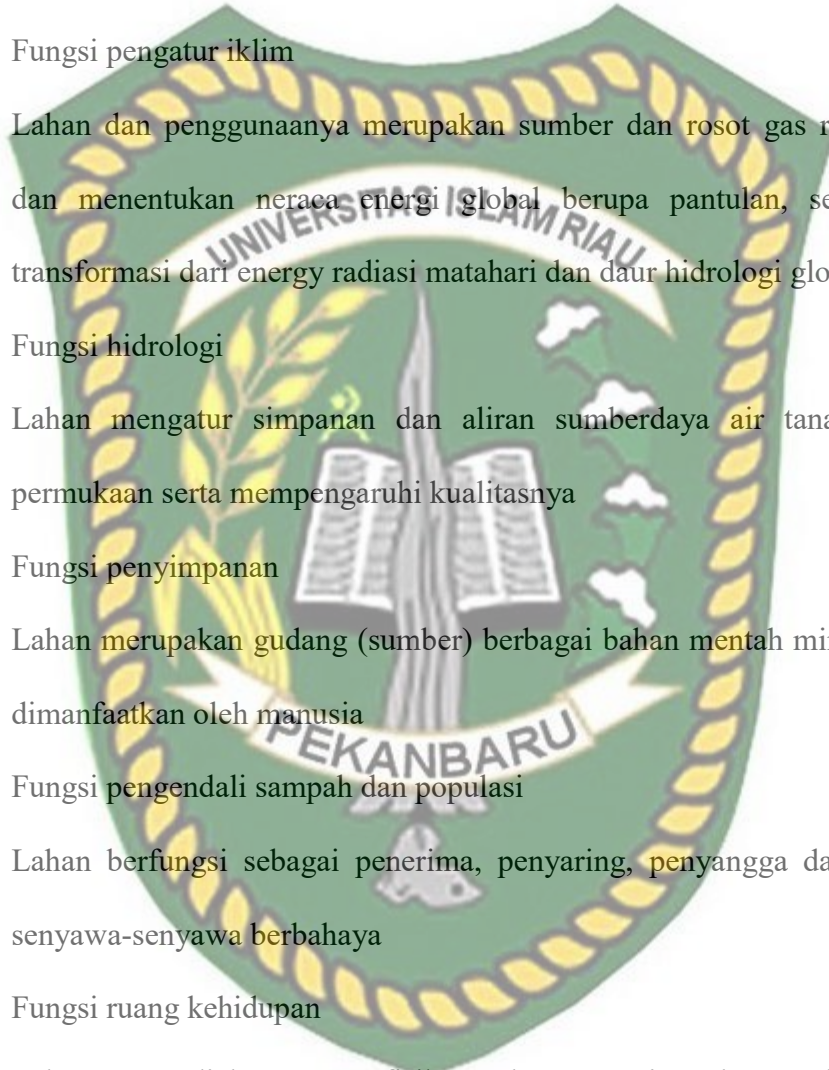 Fungsi pengatur iklim
Lahan dan penggunaanya merupakan sumber dan rosot gas
dan menentukan neraca energi global berupa pantulan,
UNIVERSITAS ISLAM RIAU
transformasi dari energy radiasi matahari dan daur hidrologi
Fungsi hidrologi
Lahan mengatur simpanan dan aliran sumberdaya air
permukaan serta mempengaruhi kualitasnya
Fungsi penyimpanan
Lahan merupakan gudang (sumber) berbagai bahan mentah
dimanfaatkan oleh manusia
PEKANBARU
Fungsi pengendali sampah dan populasi
Lahan berfungsi sebagai penerima, penyaring, penyangga
senyawa-senyawa berbahaya
Fungsi ruang kehidupan